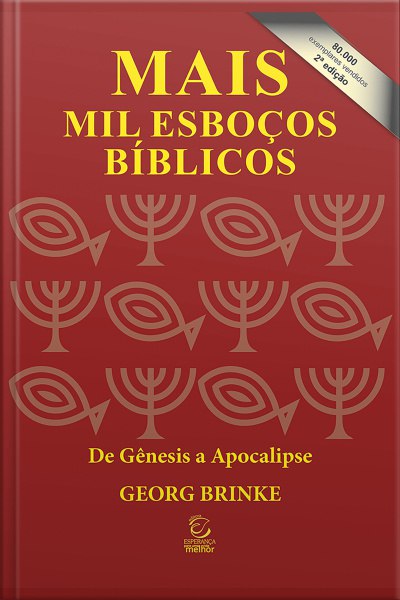 80.000
exemplares vendidos
2ª edição
MAIS
MIL ESBOÇOS
BÍBLICOS
De Gênesis a Apocalipse
GEORG BRINKE
ESPERANÇA
melhor